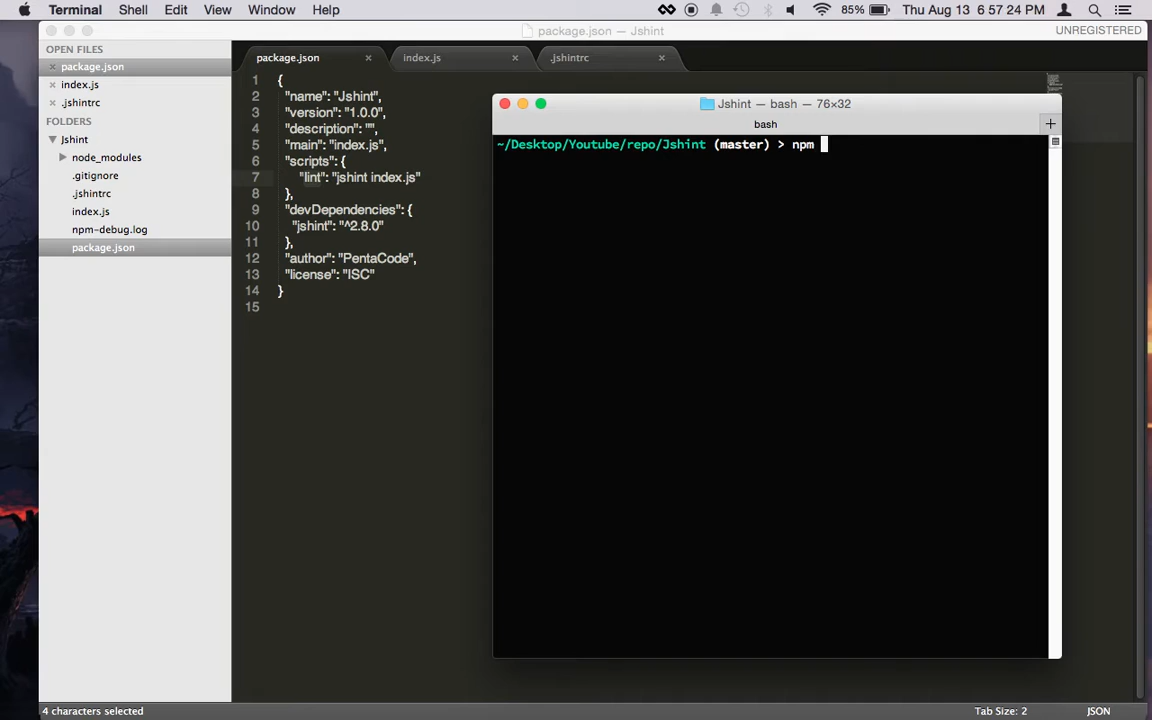 Terminal Shell Edit View Window Help 85% Thu Aug 13 6:57:24 PM
package.json — Jshint UNREGISTERED
OPEN FILES
package.json
index.js
.jshintrc
FOLDERS
Jshint
node_modules
.gitignore
.jshintrc
index.js
npm-debug.log
package.json
package.json index.js .jshintrc
1 {
2 "name": "Jshint",
3 "version": "1.0.0",
4 "description": "",
5 "main": "index.js",
6 "scripts": {
7 "lint": "jshint index.js"
8 },
9 "devDependencies": {
10 "jshint": "^2.8.0"
11 },
12 "author": "PentaCode",
13 "license": "ISC"
14 }
15
Jshint — bash — 76×32
bash
~/Desktop/Youtube/repo/Jshint (master) > npm
4 characters selected Tab Size: 2 JSON